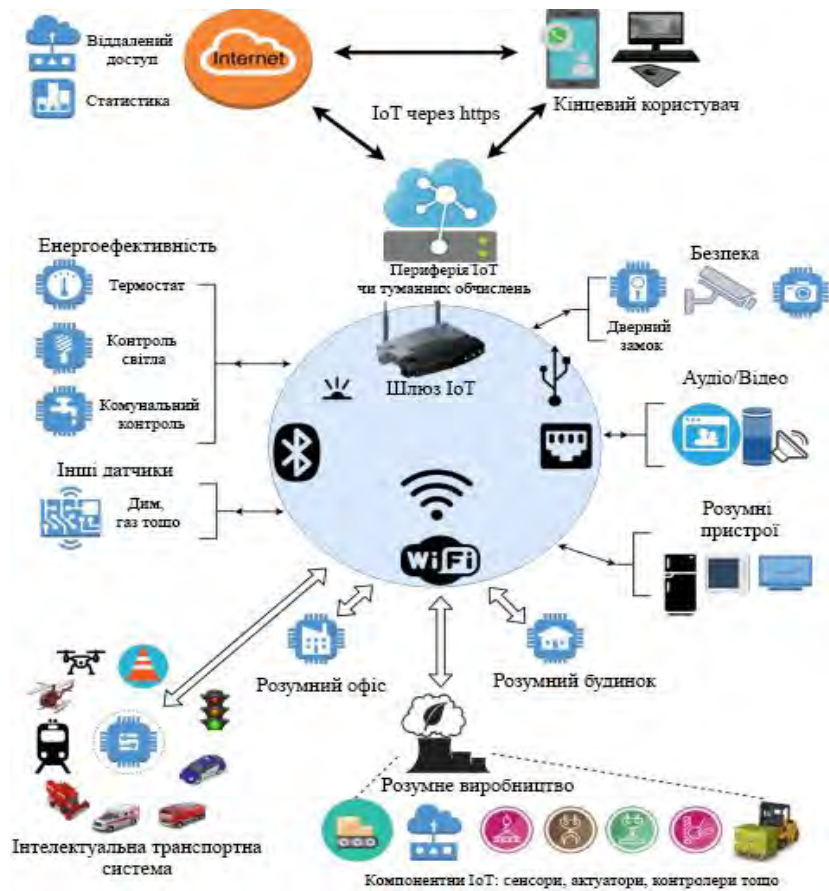 Віддалений
доступ
Internet
Статистика
IoT через https
Кінцевий користувач
Енергоефективність
Термостат
Контроль
світла
Комунальний
контроль
Інші датчики
Дим,
газ тощо
Периферія IoT
чи туманних обчислень
Шлюз IoT
WiFi
Безпека
Дверний
замок
Аудіо/Відео
Розумні
пристрої
Розумний офіс
Розумний будинок
Розумне виробництво
Інтелектуальна транспортна
система
Компонентни IoT: сенсори, актуатори, контролери тощо